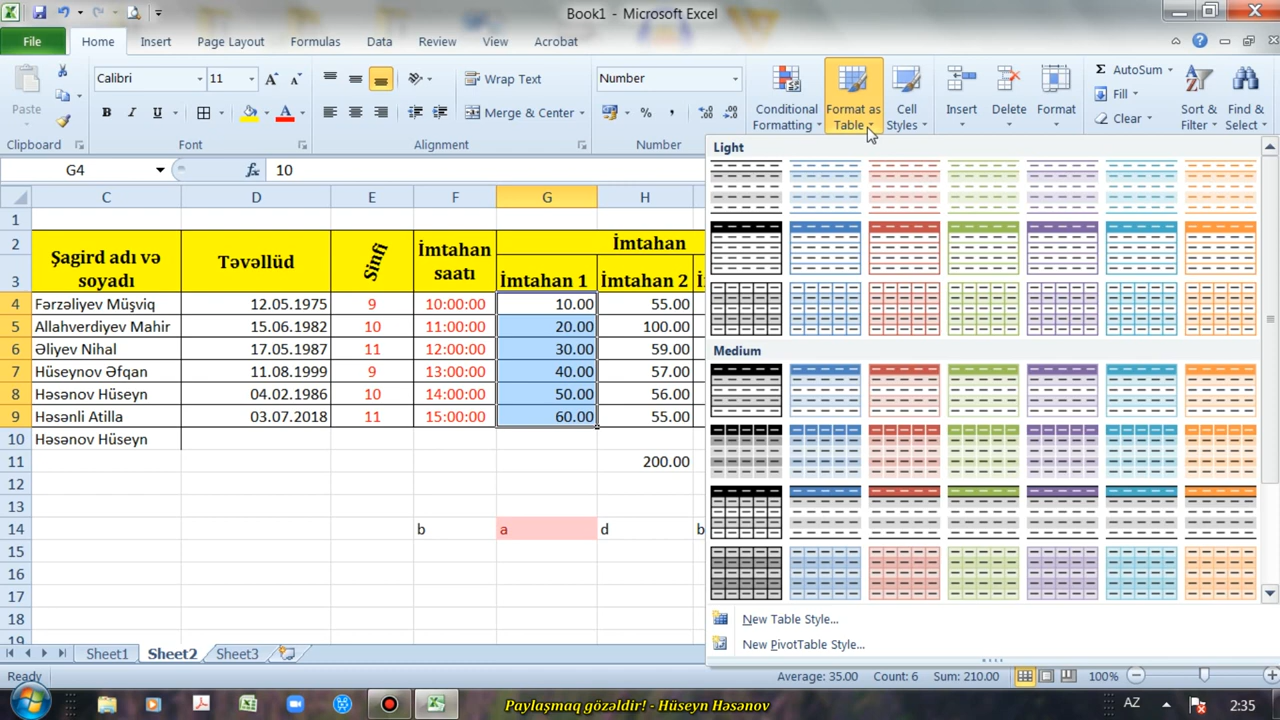 Book1 - Microsoft Excel
File Home Insert Page Layout Formulas Data Review View Acrobat
Paste
Clipboard
Calibri 11
B I U
Font
Wrap Text
Merge & Center
Alignment
Number
%
Number
Conditional Formatting
Format as Table
Cell Styles
Insert
Delete
Format
Σ AutoSum
Fill
Clear
Sort & Filter
Find & Select
G4 fx 10
C D E F G H
1
2 İmtahan
3 Şagird adı və soyadı Təvəllüd Sinfi İmtahan saatı İmtahan 1 İmtahan 2
4 Fərzəliyev Müşviq 12.05.1975 9 10:00:00 10.00 55.00
5 Allahverdiyev Mahir 15.06.1982 10 11:00:00 20.00 100.00
6 Əliyev Nihal 17.05.1987 11 12:00:00 30.00 59.00
7 Hüseynov Əfqan 11.08.1999 9 13:00:00 40.00 57.00
8 Həsənov Hüseyn 04.02.1986 10 14:00:00 50.00 56.00
9 Həsənli Atilla 03.07.2018 11 15:00:00 60.00 55.00
10 Həsənov Hüseyn
11 200.00
12
13
14 b a d b
15
16
17
18
19
Light
Medium
New Table Style...
New PivotTable Style...
Sheet1 Sheet2 Sheet3
Ready Average: 35.00 Count: 6 Sum: 210.00 100%
Paylaşmaq gözəldir! - Hüseyn Həsənov
AZ 2:35